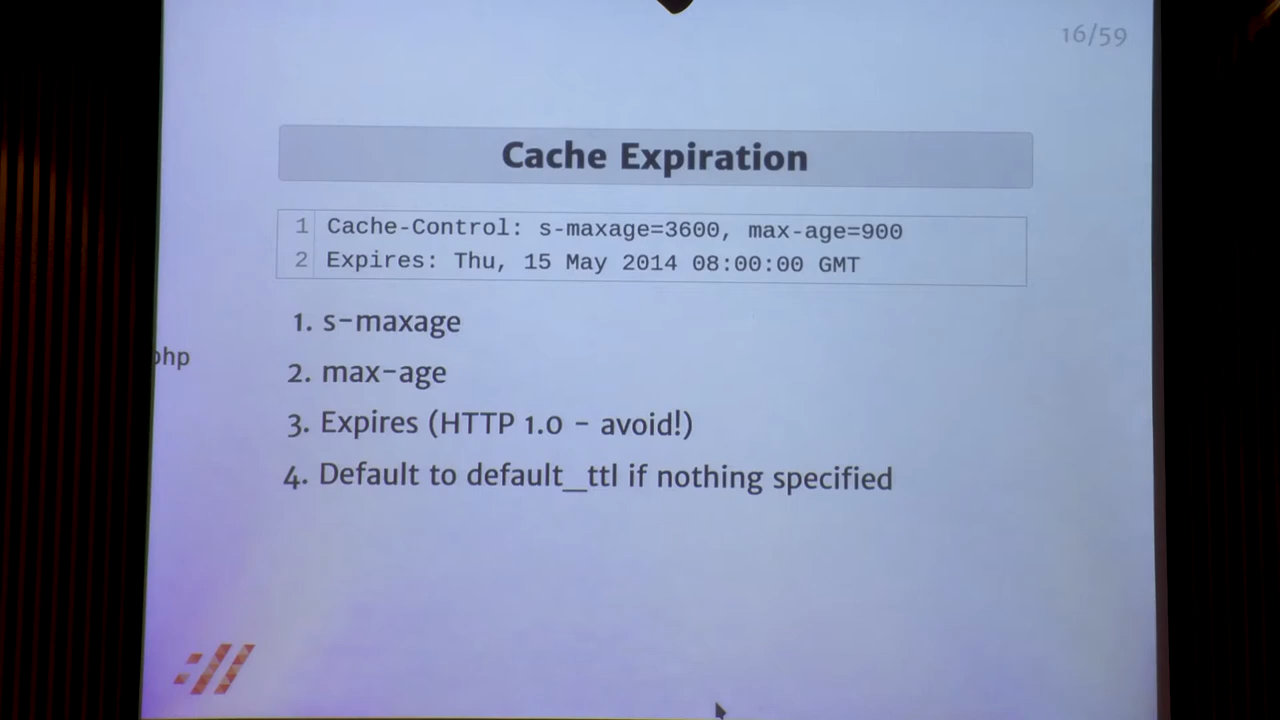 16/59
Cache Expiration
1 Cache-Control: s-maxage=3600, max-age=900
2 Expires: Thu, 15 May 2014 08:00:00 GMT
1. s-maxage
php
2. max-age
3. Expires (HTTP 1.0 - avoid!)
4. Default to default_ttl if nothing specified